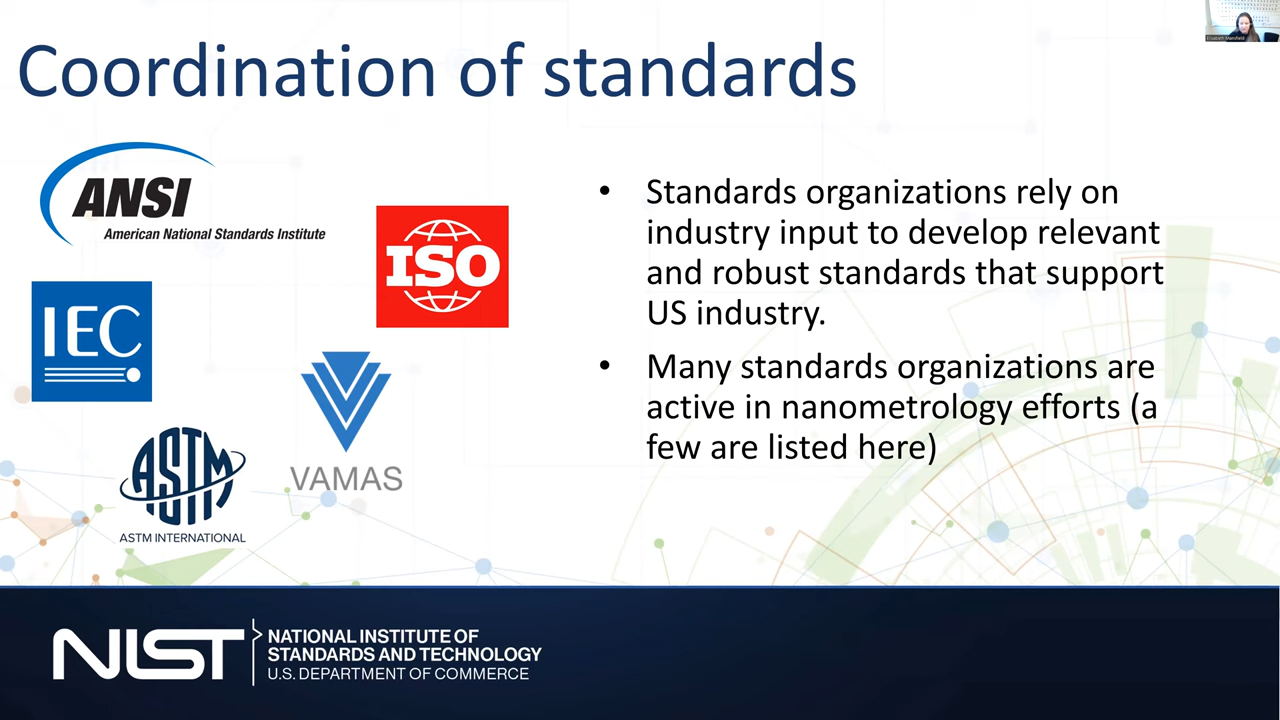 Coordination of standards
Elisabeth Mansfield
ANSI
American National Standards Institute
ISO
IEC
VAMAS
ASTM
ASTM INTERNATIONAL
• Standards organizations rely on
industry input to develop relevant
and robust standards that support
US industry.
• Many standards organizations are
active in nanometrology efforts (a
few are listed here)
NIST
NATIONAL INSTITUTE OF
STANDARDS AND TECHNOLOGY
U.S. DEPARTMENT OF COMMERCE